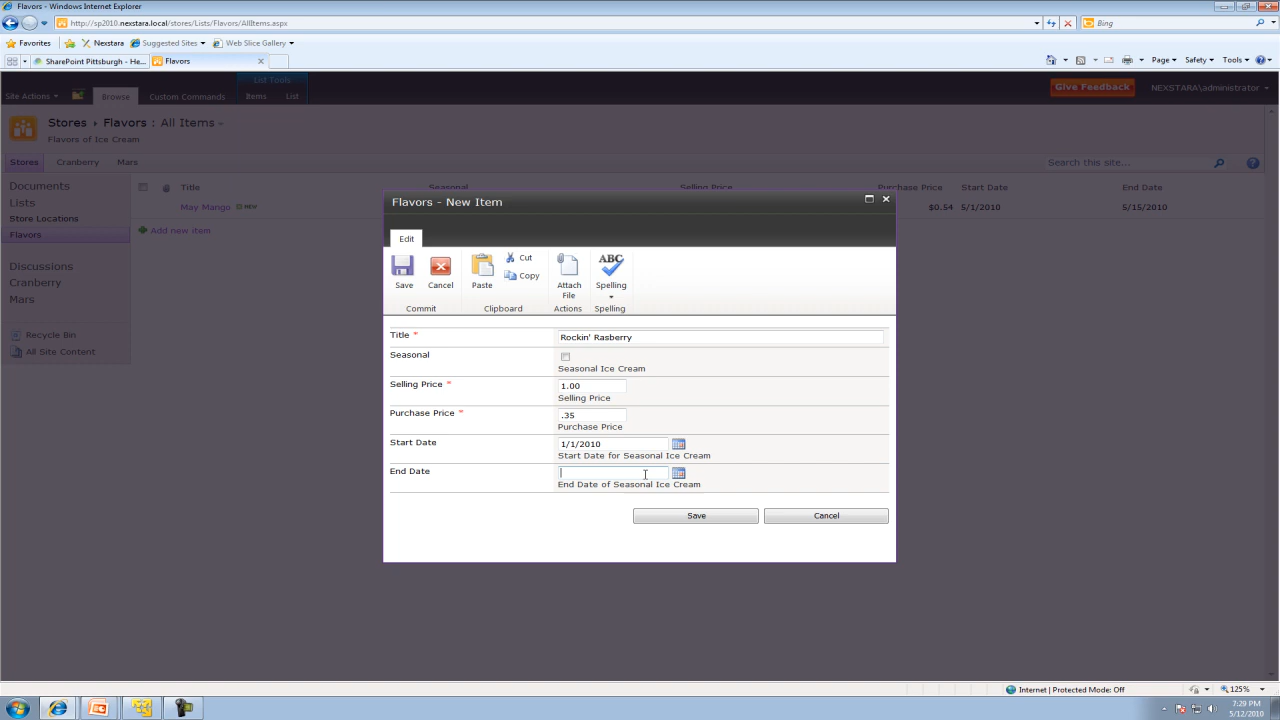 Flavors - Windows Internet Explorer
http://sp2010.nexstara.local/stores/Lists/Flavors/AllItems.aspx
Bing
Favorites
Nexstara
Suggested Sites
Web Slice Gallery
SharePoint Pittsburgh - He...
Flavors
Page
Safety
Tools
List Tools
Site Actions
Browse
Custom Commands
Items
List
Give Feedback
NEXSTARA\administrator
Stores
Flavors : All Items
Flavors of Ice Cream
Stores
Cranberry
Mars
Search this site...
Documents
Lists
Store Locations
Flavors
Discussions
Cranberry
Mars
Recycle Bin
All Site Content
Title
Seasonal
Selling Price
Purchase Price
Start Date
End Date
May Mango NEW
$0.54
5/1/2010
5/15/2010
Add new item
Flavors - New Item
Edit
Save
Cancel
Paste
Cut
Copy
Attach File
ABC
Spelling
Commit
Clipboard
Actions
Spelling
Title *
Rockin' Rasberry
Seasonal
Seasonal Ice Cream
Selling Price *
1.00
Selling Price
Purchase Price *
.35
Purchase Price
Start Date
1/1/2010
Start Date for Seasonal Ice Cream
End Date
End Date of Seasonal Ice Cream
Save
Cancel
Internet | Protected Mode: Off
125%
7:29 PM
5/12/2010